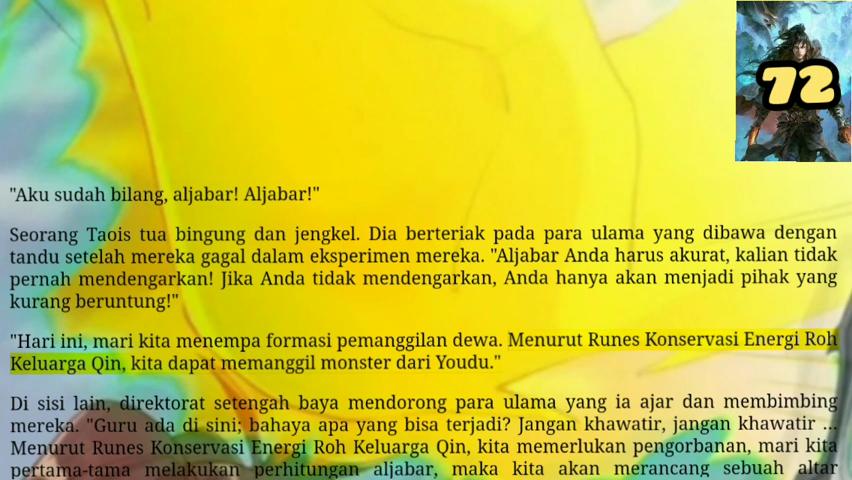 72
"Aku sudah bilang, aljabar! Aljabar!"
Seorang Taois tua bingung dan jengkel. Dia berteriak pada para ulama yang dibawa dengan
tandu setelah mereka gagal dalam eksperimen mereka. "Aljabar Anda harus akurat, kalian tidak
pernah mendengarkan! Jika Anda tidak mendengarkan, Anda hanya akan menjadi pihak yang
kurang beruntung!"
"Hari ini, mari kita menempa formasi pemanggilan dewa. Menurut Runes Konservasi Energi Roh
Keluarga Qin, kita dapat memanggil monster dari Youdu."
Di sisi lain, direktorat setengah baya mendorong para ulama yang ia ajar dan membimbing
mereka. "Guru ada di sini; bahaya apa yang bisa terjadi? Jangan khawatir, jangan khawatir ...
Menurut Runes Konservasi Energi Roh Keluarga Qin, kita memerlukan pengorbanan, mari kita
pertama-tama melakukan perhitungan aljabar, maka kita akan merancang sebuah altar